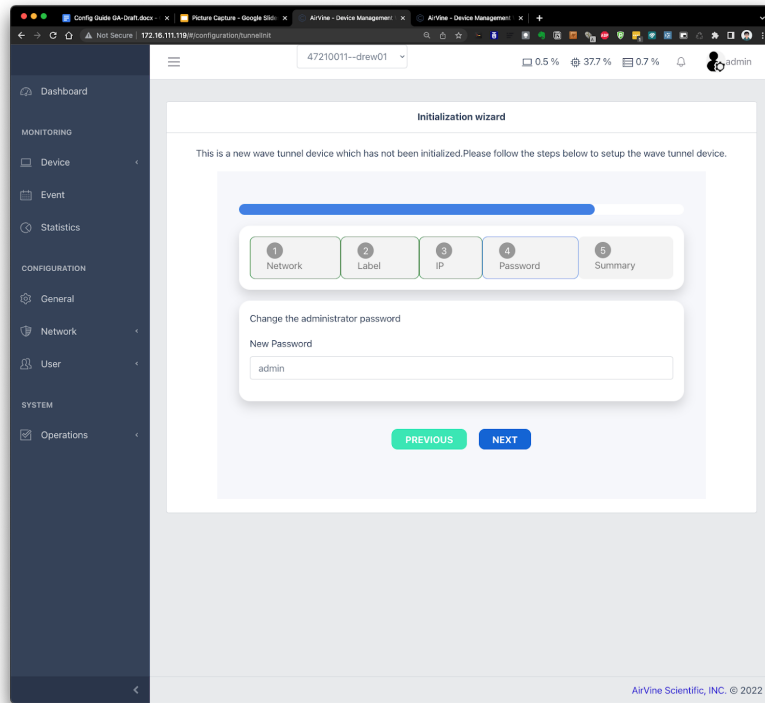 Config Guide GA-Draft.docx -
Picture Capture - Google Slide
AirVine - Device Management
AirVine - Device Management
Not Secure
172.16.111.119/#/configuration/tunnelinit
47210011--drew01
0.5 %
37.7 %
0.7 %
admin
Dashboard
MONITORING
Device
Event
Statistics
CONFIGURATION
General
Network
User
SYSTEM
Operations
Initialization wizard
This is a new wave tunnel device which has not been initialized.Please follow the steps below to setup the wave tunnel device.
1
Network
2
Label
3
IP
4
Password
5
Summary
Change the administrator password
New Password
admin
PREVIOUS
NEXT
AirVine Scientific, INC. © 2022